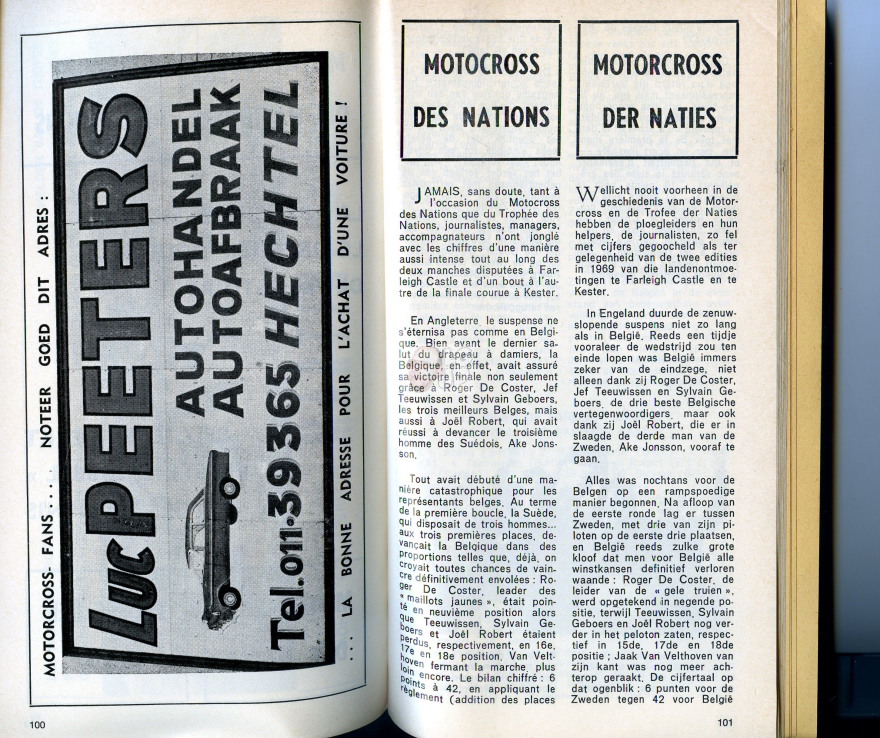 MOTORCROSS- FANS .... NOTEER GOED DIT ADRES :
LUC PEETERS
AUTOHANDEL
AUTOAFBRAAK
Tel. 011-39365 HECHTEL
... LA BONNE ADRESSE POUR L'ACHAT D'UNE VOITURE !
100
MOTOCROSS
DES NATIONS
JAMAIS, sans doute, tant à
l'occasion du Motocross
des Nations que du Trophée des
Nations, journalistes, managers,
accompagnateurs n'ont jonglé
avec les chiffres d'une manière
aussi intense tout au long des
deux manches disputées à Far-
leigh Castle et d'un bout à l'au-
tre de la finale courue à Kester.
En Angleterre le suspense ne
s'éternisa pas comme en Belgi-
que. Bien avant le dernier sa-
lut du drapeau à damiers, la
Belgique, en effet, avait assuré
sa victoire finale non seulement
grâce à Roger De Coster, Jef
Teeuwissen et Sylvain Geboers,
les trois meilleurs Belges, mais
aussi à Joël Robert, qui avait
réussi à devancer le troisième
homme des Suédois, Ake Jons-
son.
Tout avait débuté d'une ma-
nière catastrophique pour les
représentants belges. Au terme
de la première boucle, la Suède,
qui disposait de trois hommes...
aux trois premières places, de-
vançait la Belgique dans des
proportions telles que, déjà, on
croyait toutes chances de vain-
cre définitivement envolées : Ro-
ger De Coster, leader des
« maillots jaunes », était poin-
té en neuvième position alors
que Teeuwissen, Sylvain Ge-
boers et Joël Robert étaient
perdus, respectivement, en 16e,
17e en 18e position, Van Velt-
hoven fermant la marche, plus
loin encore. Le bilan chiffré : 6
points à 42, en appliquant le
règlement (addition des places
MOTORCROSS
DER NATIES
Wellicht nooit voorheen in de
geschiedenis van de Motor-
cross en de Trofee der Naties
hebben de ploegleiders en hun
helpers, de journalisten, zo fel
met cijfers gegoocheld als ter
gelegenheid van de twee edities
in 1969 van die landenontmoe-
tingen te Farleigh Castle en te
Kester.
In Engeland duurde de zenuw-
slopende suspens niet zo lang
als in België. Reeds een tijdje
vooraleer de wedstrijd zou ten
einde lopen was België immers
zeker van de eindzege, niet
alleen dank zij Roger De Coster,
Jef Teeuwissen en Sylvain Ge-
boers, de drie beste Belgische
vertegenwoordigers, maar ook
dank zij Joël Robert, die er in
slaagde de derde man van de
Zweden, Ake Jonsson, vooraf te
gaan.
Alles was nochtans voor de
Belgen op een rampspoedige
manier begonnen. Na afloop van
de eerste ronde lag er tussen
Zweden, met drie van zijn pi-
loten op de eerste drie plaatsen,
en België reeds zulke grote
kloof dat men voor België alle
winstkansen definitief verloren
waande : Roger De Coster, de
leider van de « gele truien »,
werd opgetekend in negende po-
sitie, terwijl Teeuwissen, Sylvain
Geboers en Joël Robert nog ver-
der in het peloton zaten, respec-
tief in 15de, 17de en 18de
positie ; Jaak Van Velthoven van
zijn kant was nog meer ach-
terop geraakt. De cijfertaal op
dat ogenblik : 6 punten voor de
Zweden tegen 42 voor België
101